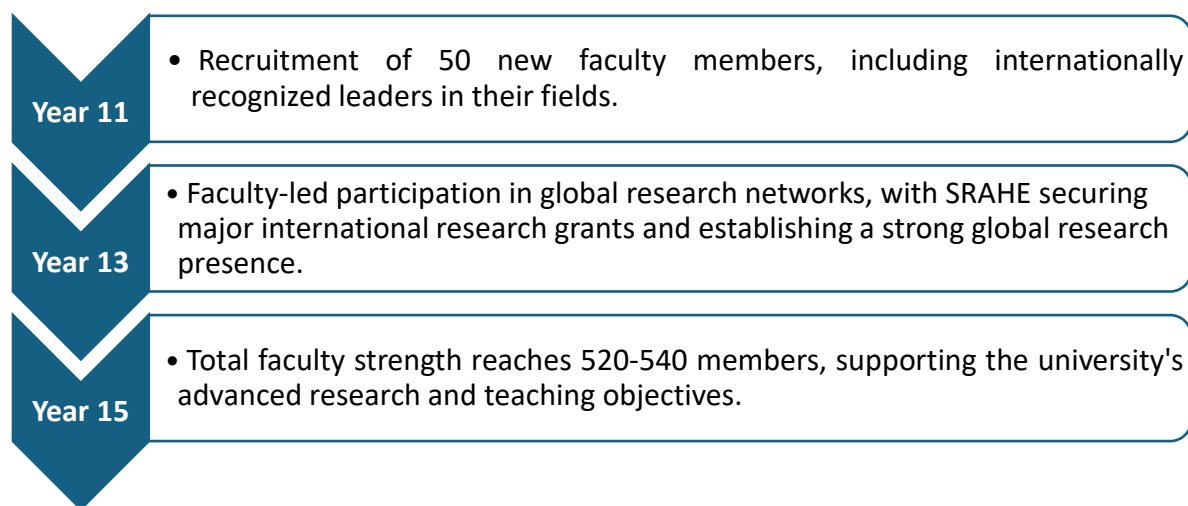 Year 11
• Recruitment of 50 new faculty members, including internationally
recognized leaders in their fields.
Year 13
• Faculty-led participation in global research networks, with SRAHE securing
major international research grants and establishing a strong global research
presence.
Year 15
• Total faculty strength reaches 520-540 members, supporting the university's
advanced research and teaching objectives.